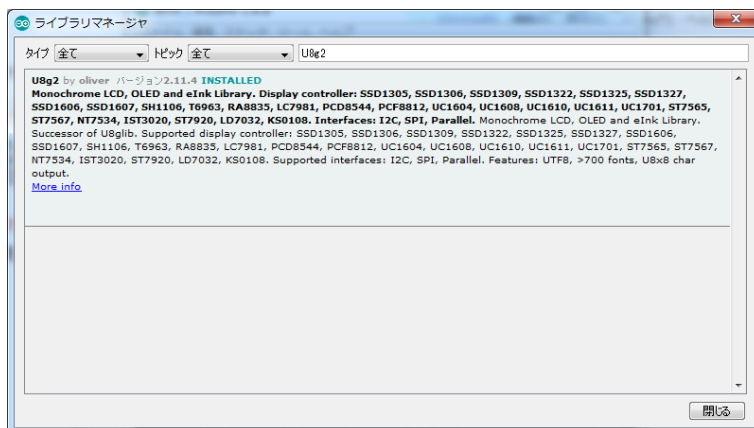 ライブラリマネージャ
タイプ 全て トピック 全て U8g2
U8g2 by oliver バージョン2.11.4 INSTALLED
Monochrome LCD, OLED and eInk Library. Display controller: SSD1305, SSD1306, SSD1309, SSD1322, SSD1325, SSD1327,
SSD1606, SSD1607, SH1106, T6963, RA8835, LC7981, PCD8544, PCF8812, UC1604, UC1608, UC1610, UC1611, UC1701, ST7565,
ST7567, NT7534, IST3020, ST7920, LD7032, KS0108. Interfaces: I2C, SPI, Parallel. Monochrome LCD, OLED and eInk Library.
Successor of U8glib. Supported display controller: SSD1305, SSD1306, SSD1309, SSD1322, SSD1325, SSD1327, SSD1606,
SSD1607, SH1106, T6963, RA8835, LC7981, PCD8544, PCF8812, UC1604, UC1608, UC1610, UC1611, UC1701, ST7565, ST7567,
NT7534, IST3020, ST7920, LD7032, KS0108. Supported interfaces: I2C, SPI, Parallel. Features: UTF8, >700 fonts, U8x8 char
output.
More info
閉じる